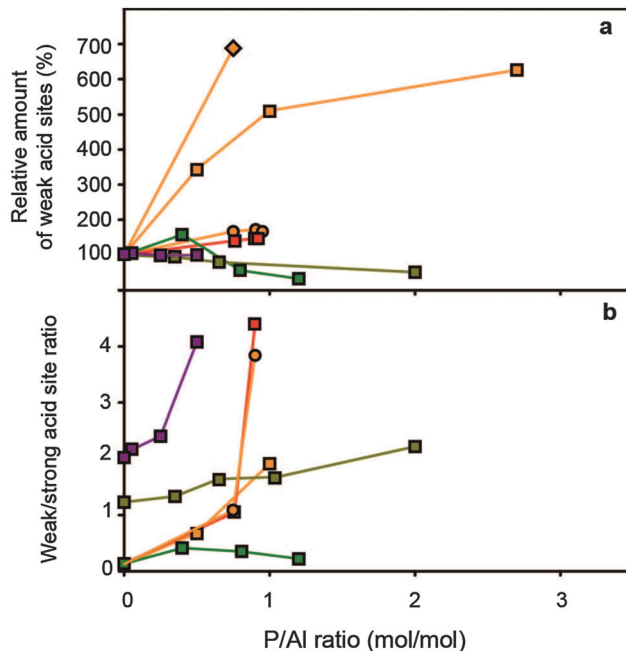 a
700
600
500
400
300
200
100
Relative amount
of weak acid sites (%)
b
4
3
2
1
0
Weak/strong acid site ratio
0 1 2 3
P/Al ratio (mol/mol)